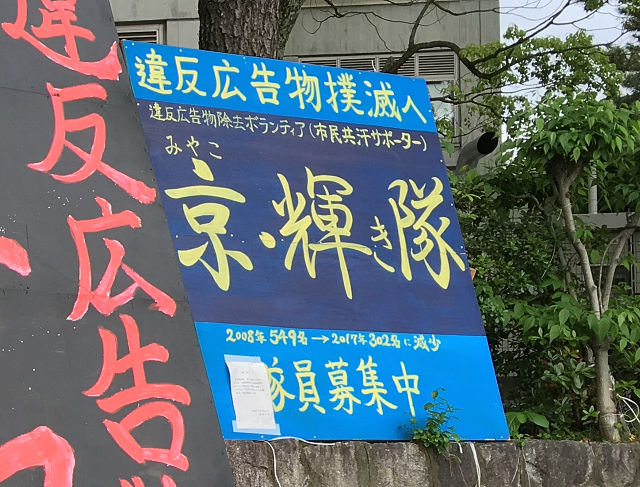 違反広告物
違反広告物撲滅へ
違反広告物除去ボランティア(市民共汗サポーター)
みやこ
京・輝き隊
2008年549名→2017年302名に減少
隊員募集中